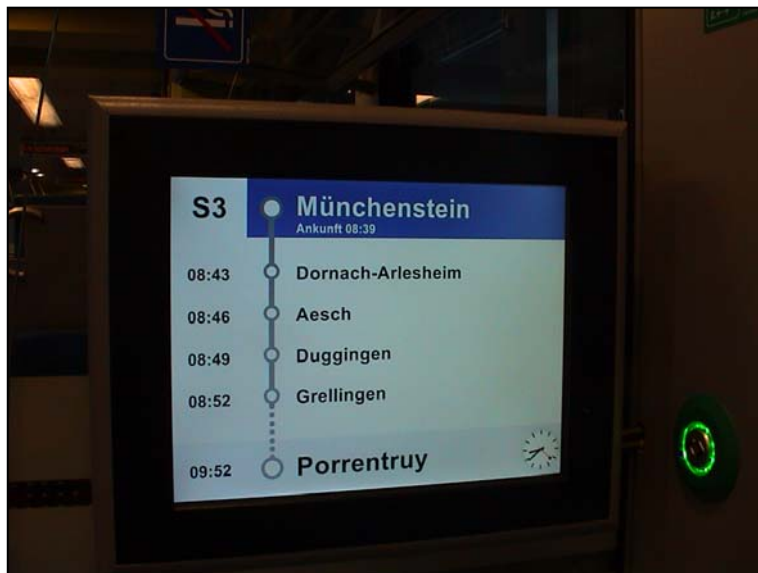 S3
Münchenstein
Ankunft 08:39
08:43 Dornach-Arlesheim
08:46 Aesch
08:49 Duggingen
08:52 Grellingen
09:52 Porrentruy